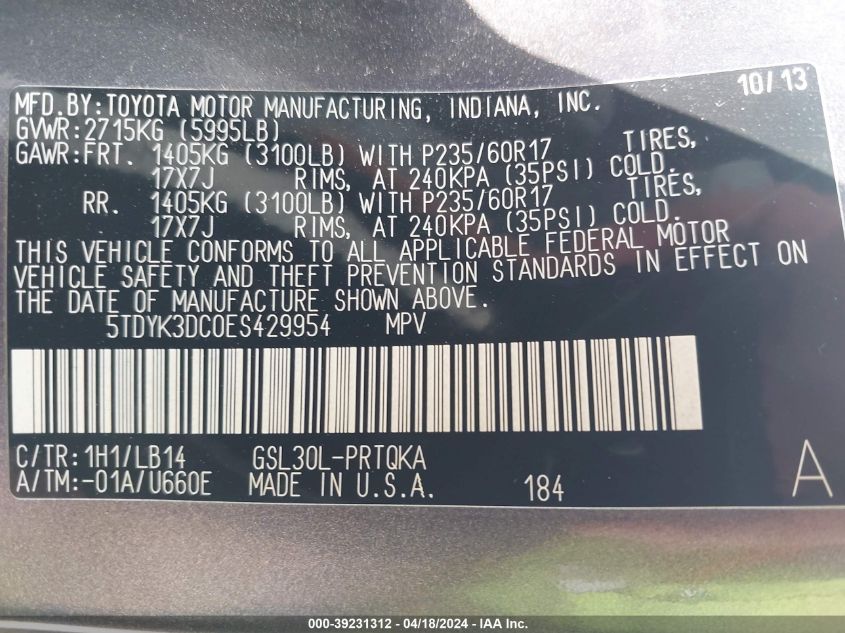 10/13
MFD.BY:TOYOTA MOTOR MANUFACTURING, INDIANA, INC.
GVWR:2715KG (5995LB)
GAWR:FRT. 1405KG (3100LB) WITH P235/60R17 TIRES,
17X7J RIMS, AT 240KPA (35PSI) COLD.
RR. 1405KG (3100LB) WITH P235/60R17 TIRES,
17X7J RIMS, AT 240KPA (35PSI) COLD.
THIS VEHICLE CONFORMS TO ALL APPLICABLE FEDERAL MOTOR
VEHICLE SAFETY AND THEFT PREVENTION STANDARDS IN EFFECT ON
THE DATE OF MANUFACTURE SHOWN ABOVE.
5TDYK3DC0ES429954 MPV
C/TR:1H1/LB14 GSL30L-PRTQKA
A/TM:-01A/U660E MADE IN U.S.A. 184 A
000-39231312 - 04/18/2024 - IAA Inc.